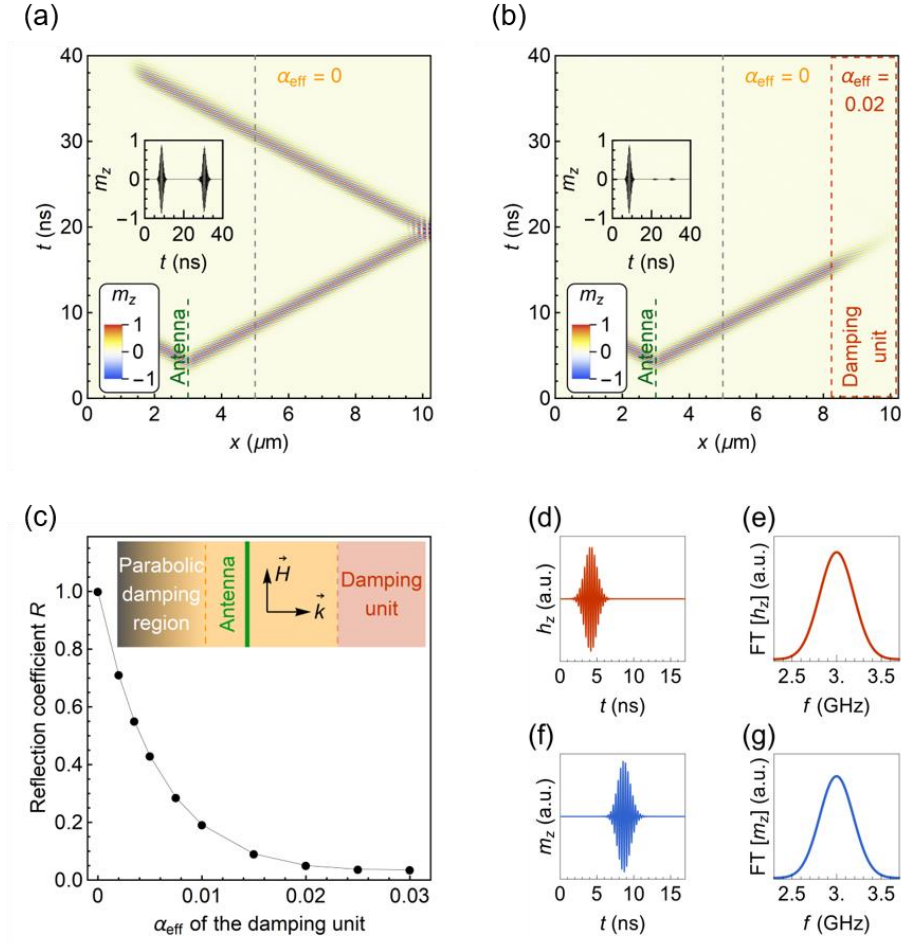 (a)
40
30
20
10
0
t (ns)
α_eff = 0
1
0
−1
m_z
0 20 40
t (ns)
m_z
1
0
−1
Antenna
0 2 4 6 8 10
x (μm)
(b)
40
30
20
10
0
t (ns)
α_eff = 0
α_eff =
0.02
1
0
−1
m_z
0 20 40
t (ns)
m_z
1
0
−1
Antenna
Damping
unit
0 2 4 6 8 10
x (μm)
(c)
Reflection coefficient R
1.0
0.8
0.6
0.4
0.2
0.0
Parabolic
damping
region
Antenna
H⃗
k⃗
Damping
unit
0 0.01 0.02 0.03
α_eff of the damping unit
(d)
h_z (a.u.)
0 5 10 15
t (ns)
(e)
FT [h_z] (a.u.)
2.5 3. 3.5
f (GHz)
(f)
m_z (a.u.)
0 5 10 15
t (ns)
(g)
FT [m_z] (a.u.)
2.5 3. 3.5
f (GHz)